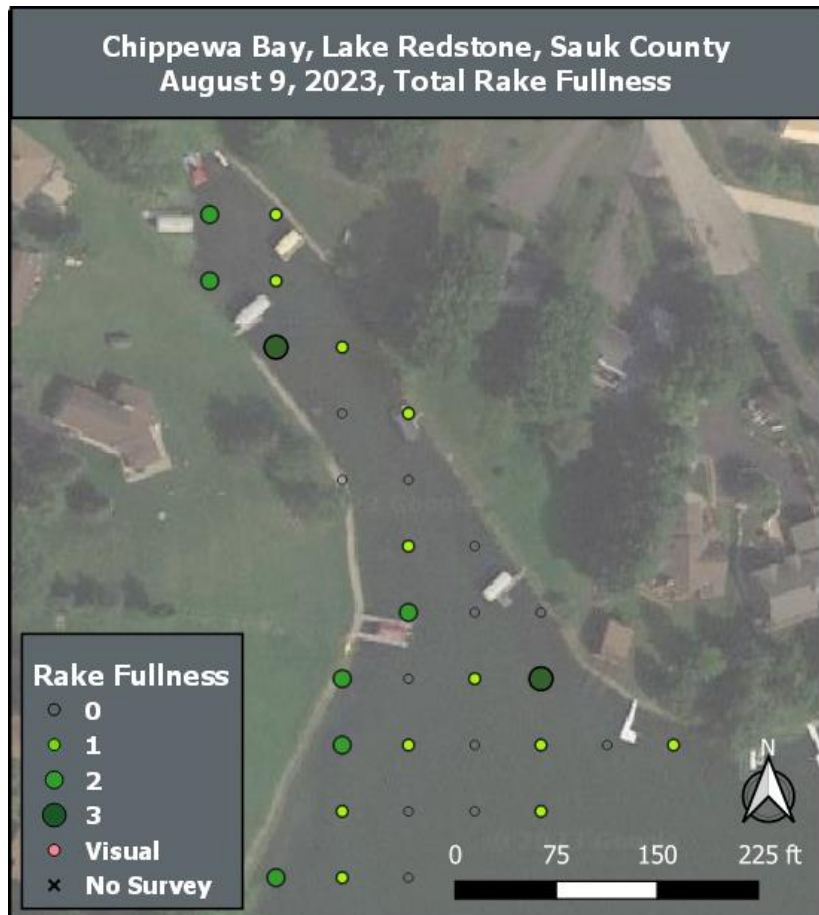 Chippewa Bay, Lake Redstone, Sauk County
August 9, 2023, Total Rake Fullness
Rake Fullness
0
1
2
3
Visual
No Survey
N
0 75 150 225 ft